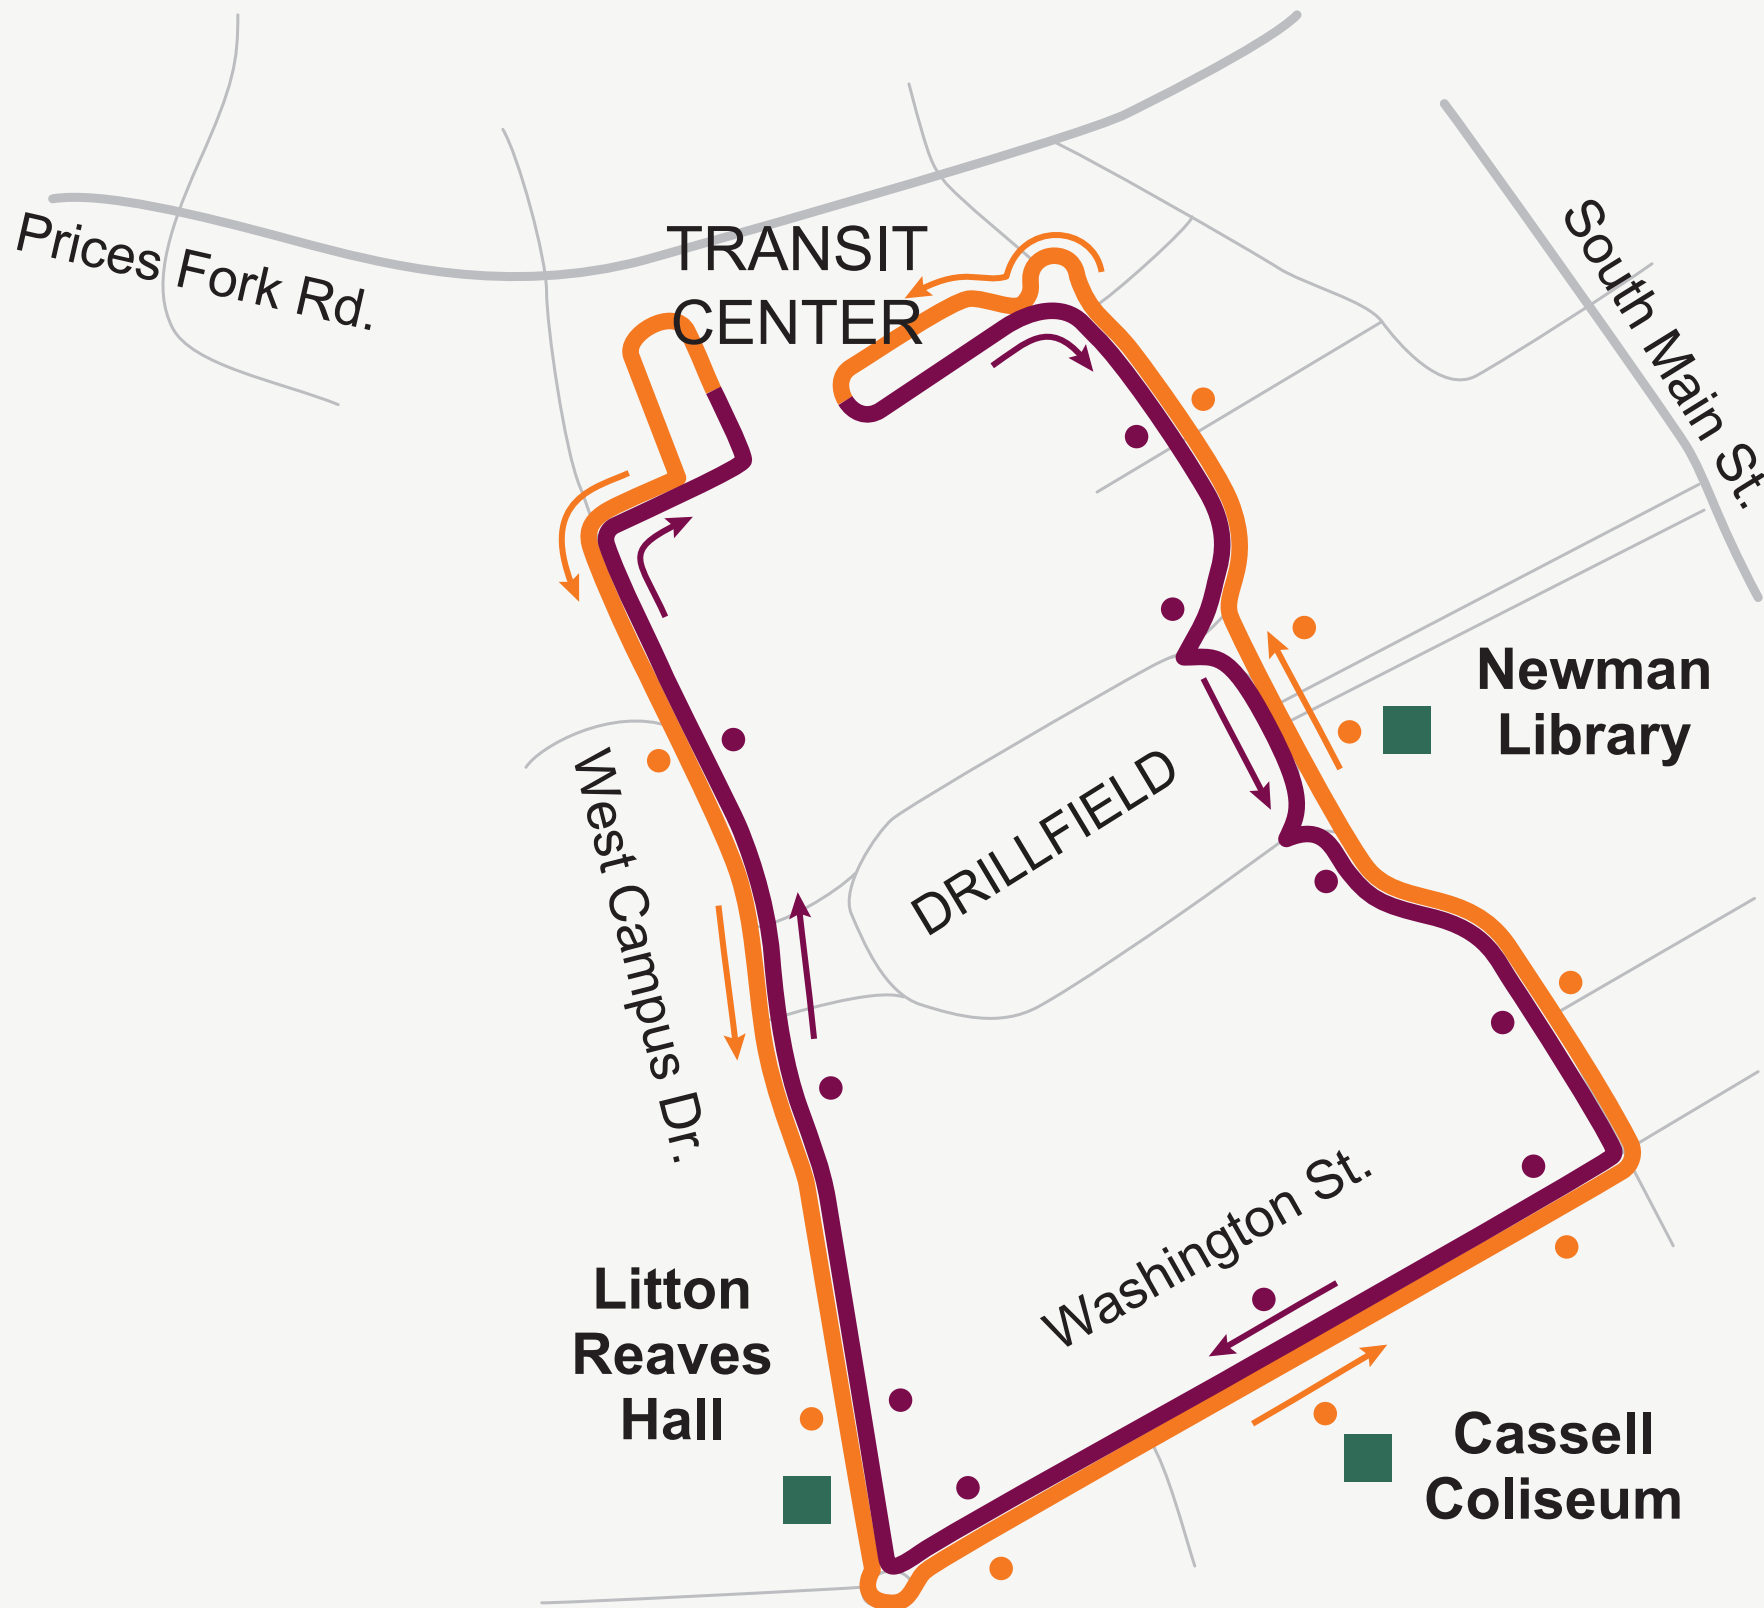 TRANSIT
CENTER
Prices Fork Rd.
South Main St.
Newman
Library
DRILLFIELD
West Campus Dr.
Washington St.
Litton
Reaves
Hall
Cassell
Coliseum